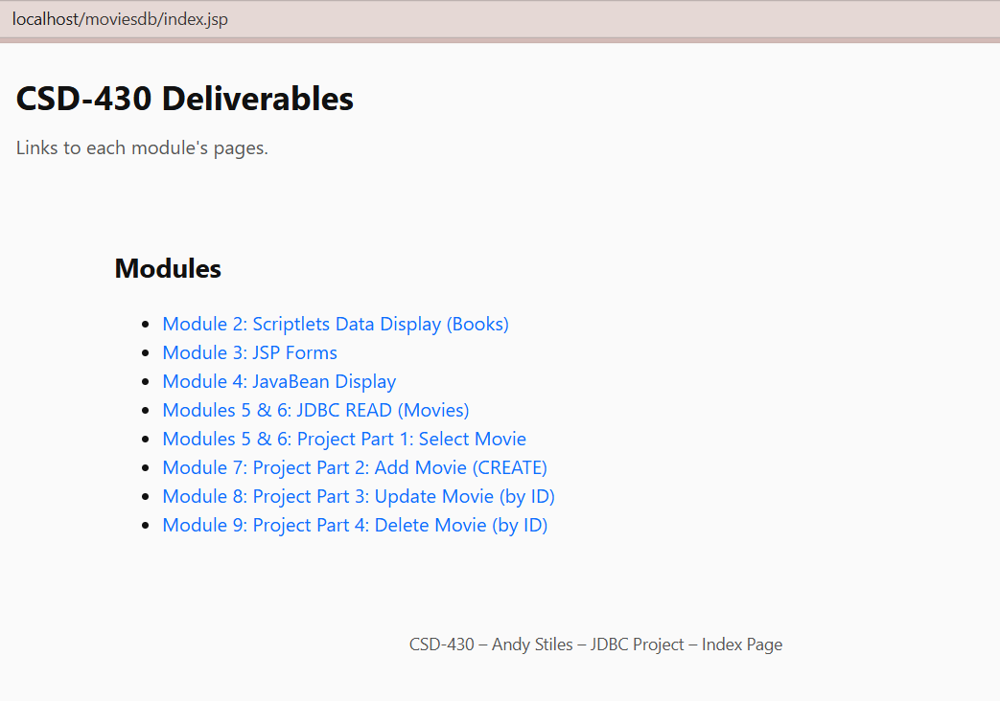 localhost/moviesdb/index.jsp
CSD-430 Deliverables
Links to each module's pages.
Modules
Module 2: Scriptlets Data Display (Books)
Module 3: JSP Forms
Module 4: JavaBean Display
Modules 5 & 6: JDBC READ (Movies)
Modules 5 & 6: Project Part 1: Select Movie
Module 7: Project Part 2: Add Movie (CREATE)
Module 8: Project Part 3: Update Movie (by ID)
Module 9: Project Part 4: Delete Movie (by ID)
CSD-430 – Andy Stiles – JDBC Project – Index Page